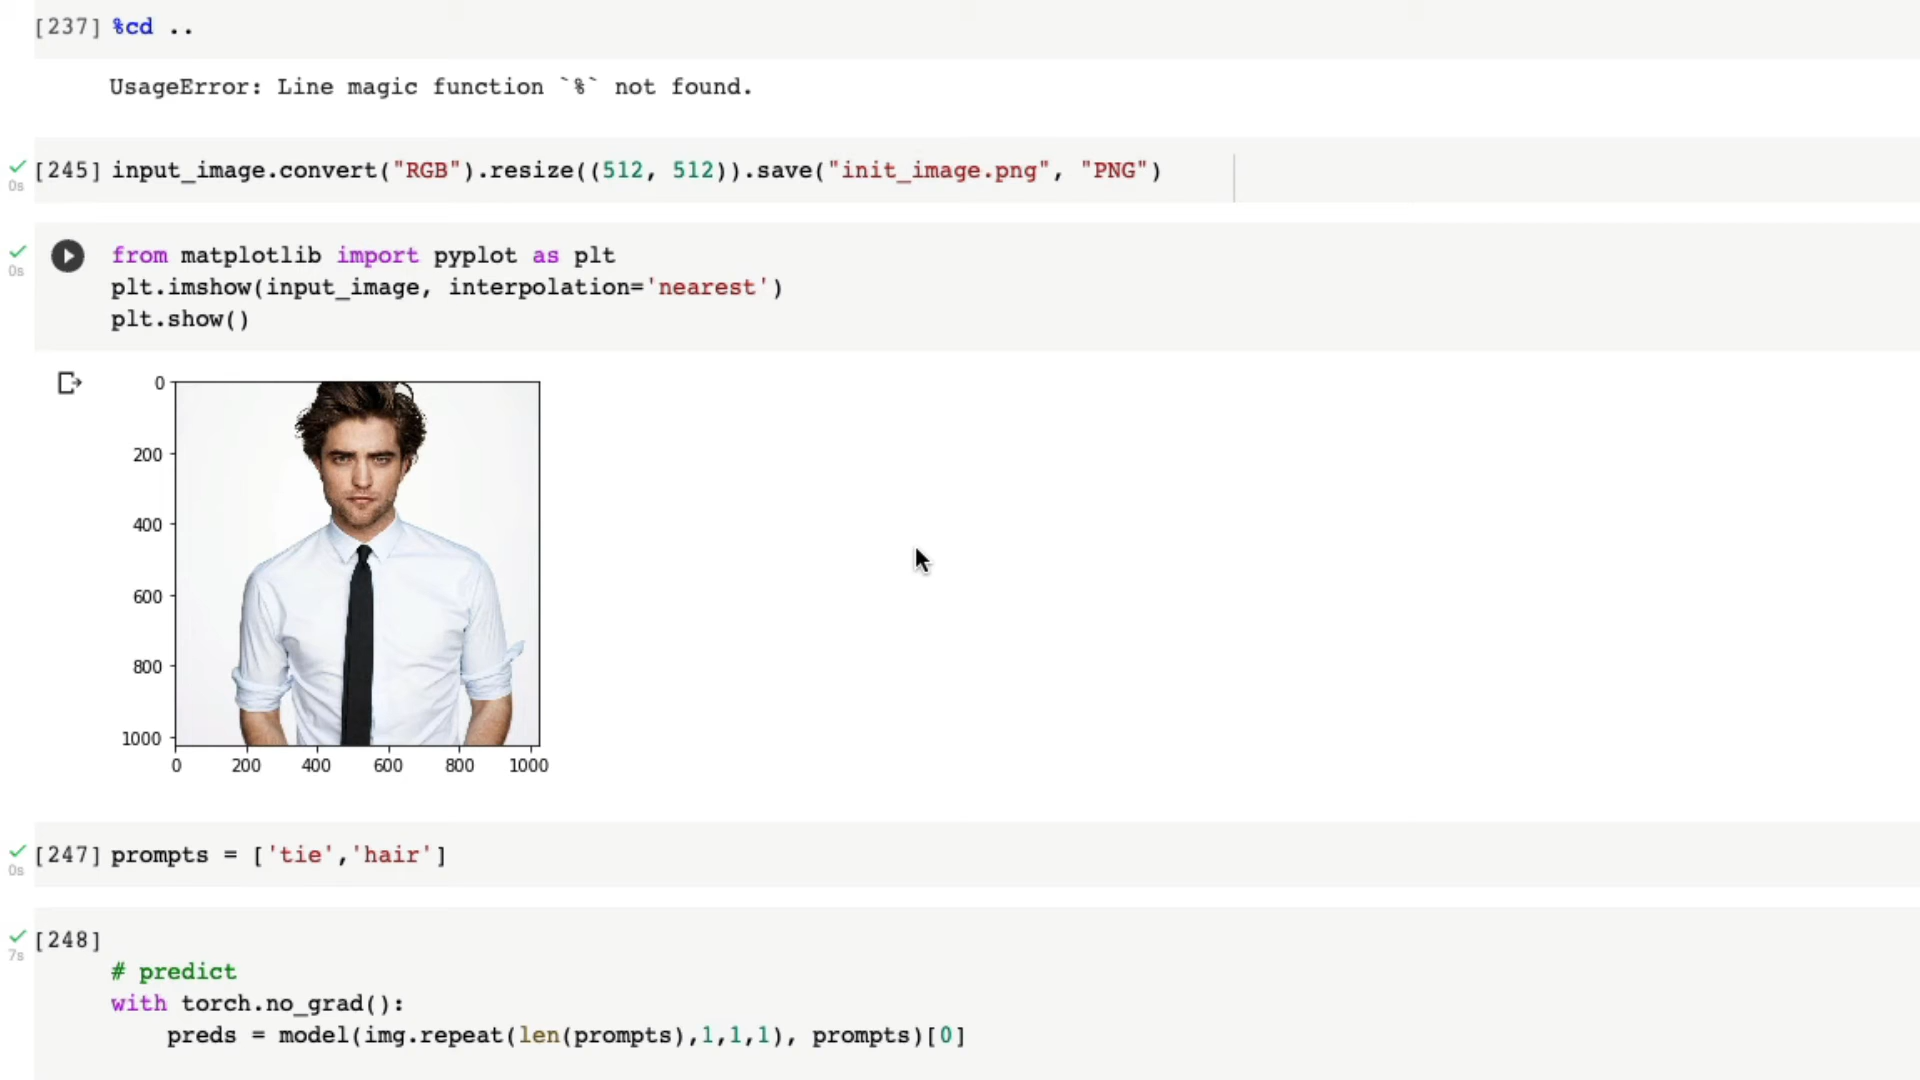 [237] %cd ..
UsageError: Line magic function `%` not found.
[245] input_image.convert("RGB").resize((512, 512)).save("init_image.png", "PNG")
0s
from matplotlib import pyplot as plt
0s
plt.imshow(input_image, interpolation='nearest')
plt.show()
0
200
400
600
800
1000
0 200 400 600 800 1000
[247] prompts = ['tie','hair']
0s
[248]
7s
# predict
with torch.no_grad():
preds = model(img.repeat(len(prompts),1,1,1), prompts)[0]